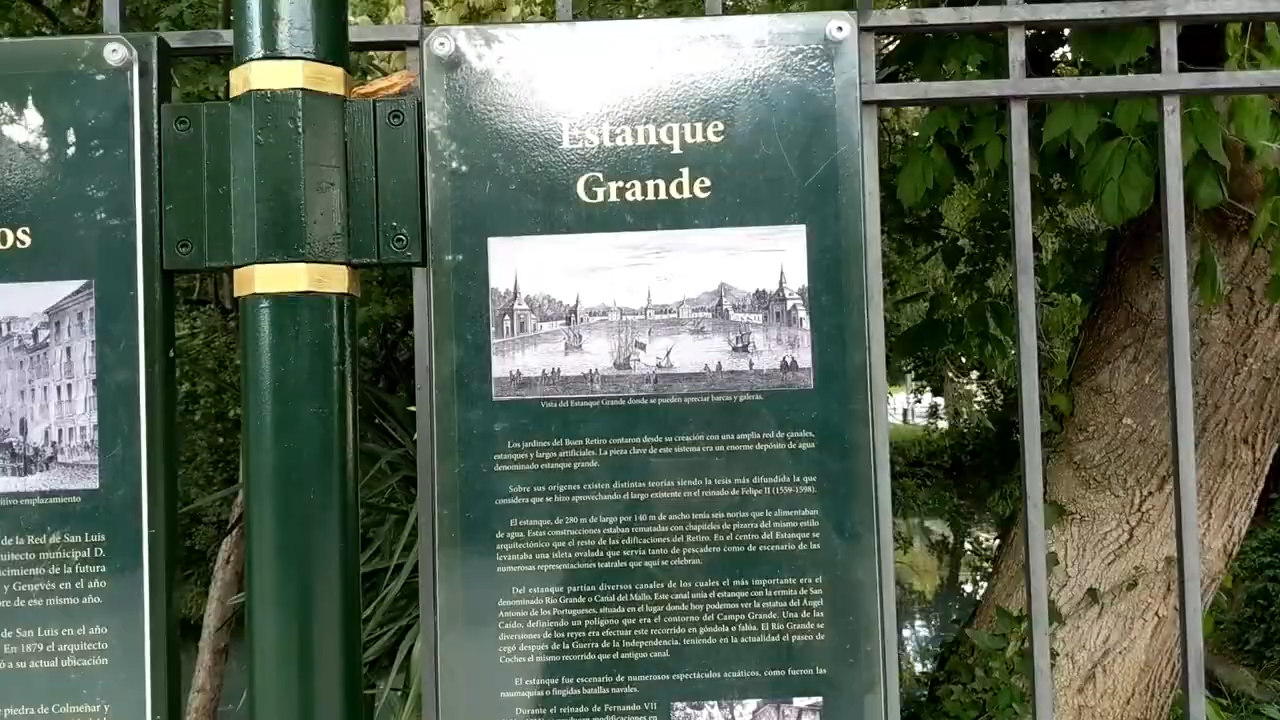 os
itivo emplazamiento
de la Red de San Luis
uitecto municipal D.
cimiento de la futura
y Genevés en el año
re de ese mismo año.
de San Luis en el año
En 1879 el arquitecto
ó a su actual ubicación
piedra de Colmeñar y
Estanque
Grande
Vista del Estanque Grande donde se pueden apreciar barcas y galeras.
Los jardines del Buen Retiro contaron desde su creación con una amplia red de canales,
estanques y largos artificiales. La pieza clave de este sistema era un enorme depósito de agua
denominado estanque grande.
Sobre sus orígenes existen distintas teorías siendo la tesis más difundida la que
considera que se hizo aprovechando el largo existente en el reinado de Felipe II (1559-1598).
El estanque, de 280 m de largo por 140 m de ancho tenía seis norias que le alimentaban
de agua. Estas construcciones estaban rematadas con chapiteles de pizarra del mismo estilo
arquitectónico que el resto de las edificaciones del Retiro. En el centro del Estanque se
levantaba una isleta ovalada que servía tanto de pescadero como de escenario de las
numerosas representaciones teatrales que aquí se celebran.
Del estanque partían diversos canales de los cuales el más importante era el
denominado Río Grande o Canal del Mallo. Este canal unía el estanque con la ermita de San
Antonio de los Portugueses, situada en el lugar donde hoy podemos ver la estatua del Ángel
Caído, definiendo un polígono que era el contorno del Campo Grande. Una de las
diversiones de los reyes era efectuar este recorrido en góndola o falúa. El Río Grande se
cegó después de la Guerra de la Independencia, teniendo en la actualidad el paseo de
Coches el mismo recorrido que el antiguo canal.
El estanque fue escenario de numerosos espectáculos acuáticos, como fueron las
naumaquias o fingidas batallas navales.
Durante el reinado de Fernando VII
modificaciones en